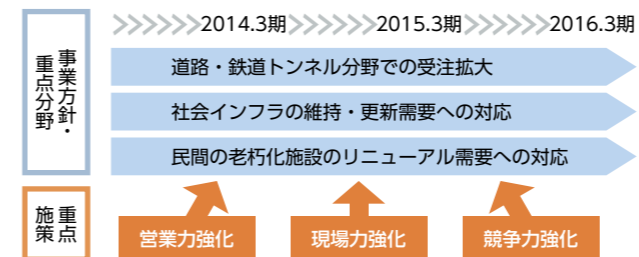 2014.3期 2015.3期 2016.3期
事業方針・
重点分野
道路・鉄道トンネル分野での受注拡大
社会インフラの維持・更新需要への対応
民間の老朽化施設のリニューアル需要への対応
重点
施策
営業力強化
現場力強化
競争力強化